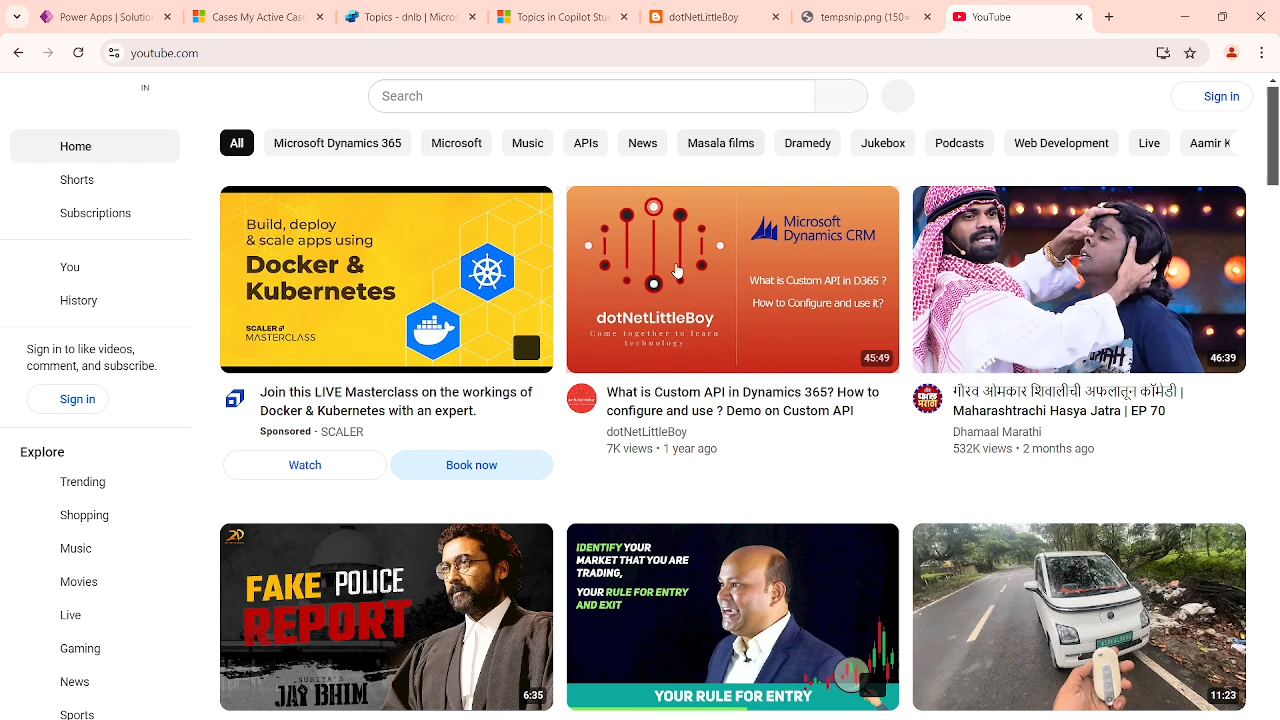 Power Apps | Solution
Cases My Active Case
Topics - dnlb | Micros
Topics in Copilot Stu
dotNetLittleBoy
tempsnip.png (150×
YouTube
youtube.com
IN
Search
Sign in
Home
Shorts
Subscriptions
You
History
Sign in to like videos,
comment, and subscribe.
Sign in
Explore
Trending
Shopping
Music
Movies
Live
Gaming
News
Sports
All
Microsoft Dynamics 365
Microsoft
Music
APIs
News
Masala films
Dramedy
Jukebox
Podcasts
Web Development
Live
Aamir K
Build, deploy
& scale apps using
Docker &
Kubernetes
SCALER
MASTERCLASS
Join this LIVE Masterclass on the workings of
Docker & Kubernetes with an expert.
Sponsored · SCALER
Watch
Book now
Microsoft
Dynamics CRM
What is Custom API in D365 ?
How to Configure and use it?
dotNetLittleBoy
Come together to learn
technology
45:49
What is Custom API in Dynamics 365? How to
configure and use ? Demo on Custom API
dotNetLittleBoy
7K views • 1 year ago
46:39
गौरव ओमकार शिवालीची अफलातून कॉमेडी |
Maharashtrachi Hasya Jatra | EP 70
Dhamaal Marathi
532K views • 2 months ago
FAKE POLICE
REPORT
SURIYA'S
JAY BHIM
6:35
IDENTIFY YOUR
MARKET THAT YOU ARE
TRADING,
YOUR RULE FOR ENTRY
AND EXIT
YOUR RULE FOR ENTRY
11:23